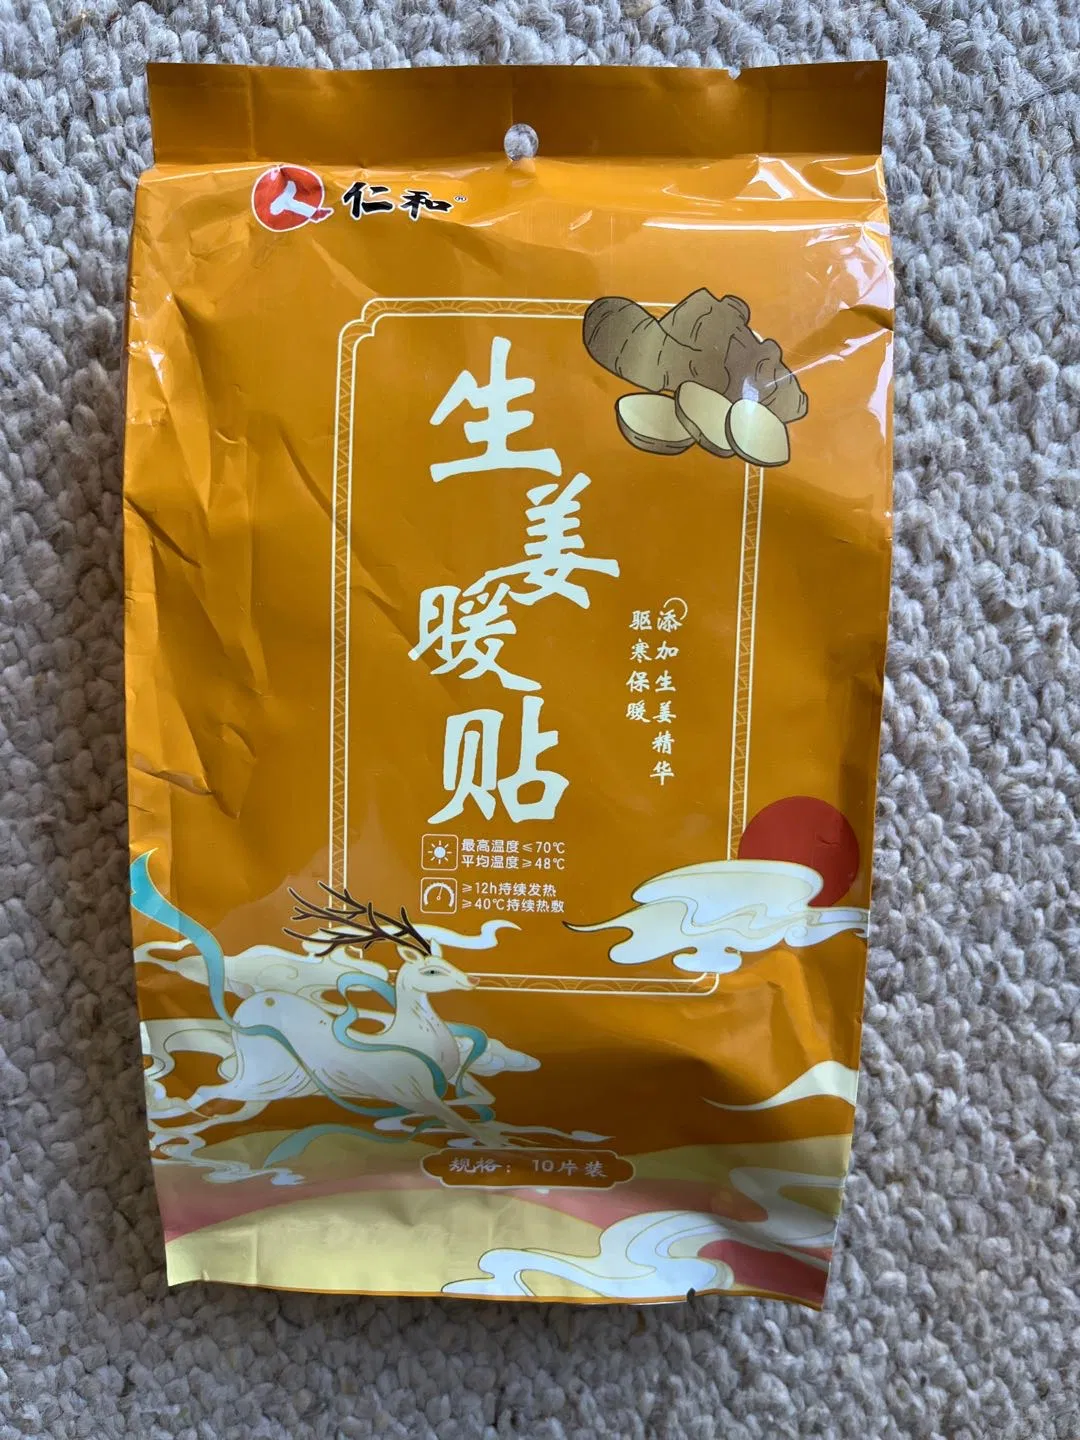 仁和®
生姜暖贴
添加生姜精华
驱寒保暖
最高温度≤70℃
平均温度≥48℃
≥12h持续发热
≥40℃持续热敷
规格：10片装